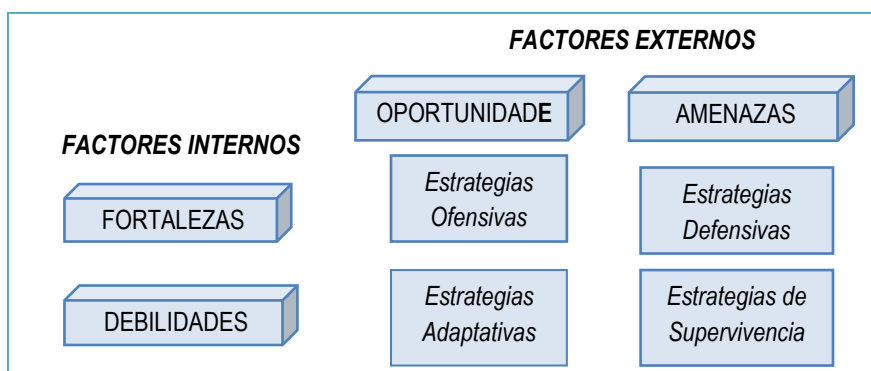 FACTORES EXTERNOS
OPORTUNIDADE
AMENAZAS
FACTORES INTERNOS
Estrategias
Ofensivas
Estrategias
Defensivas
FORTALEZAS
Estrategias
Adaptativas
Estrategias de
Supervivencia
DEBILIDADES